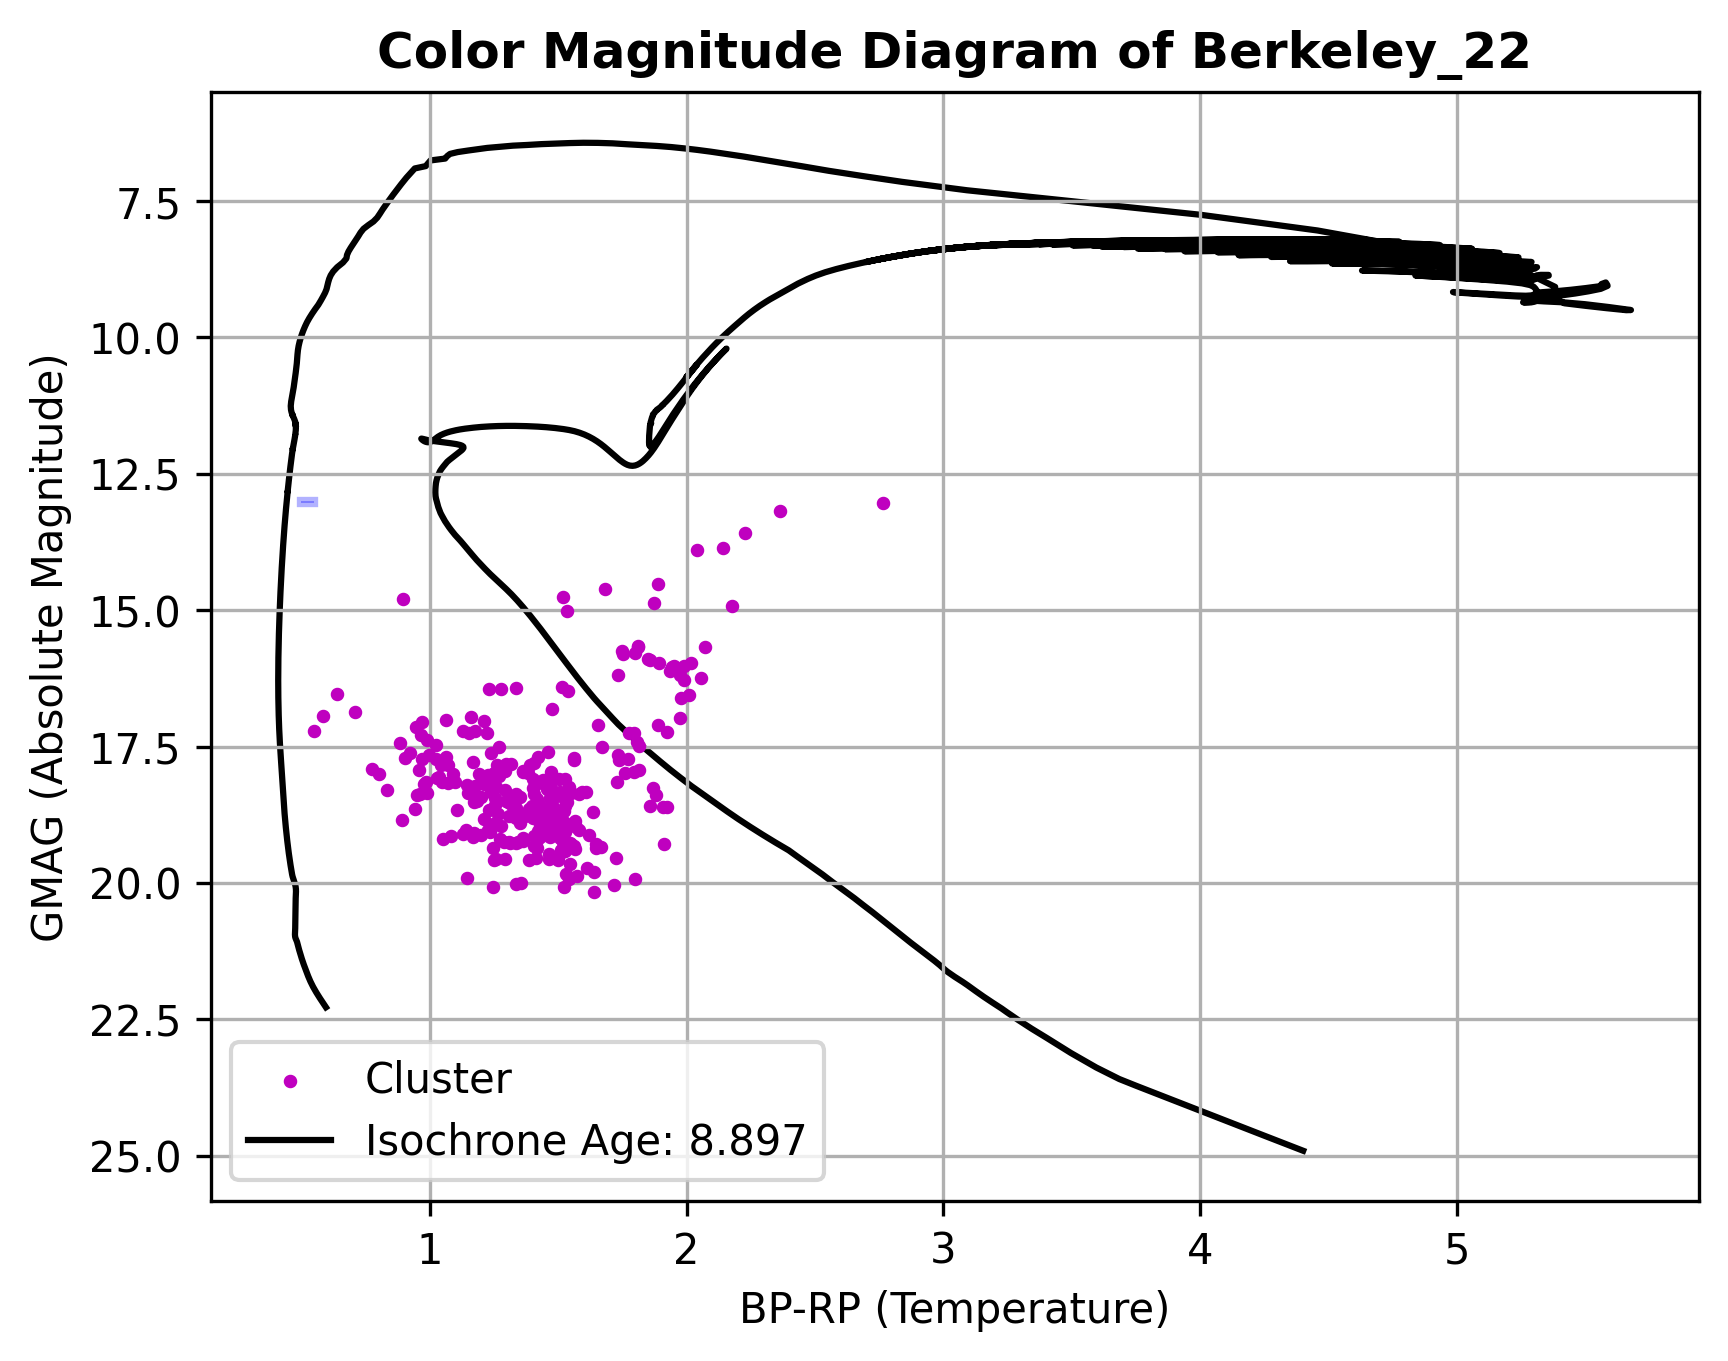 Color Magnitude Diagram of Berkeley_22
GMAG (Absolute Magnitude)
7.5
10.0
12.5
15.0
17.5
20.0
22.5
25.0
Cluster
Isochrone Age: 8.897
1 2 3 4 5
BP-RP (Temperature)